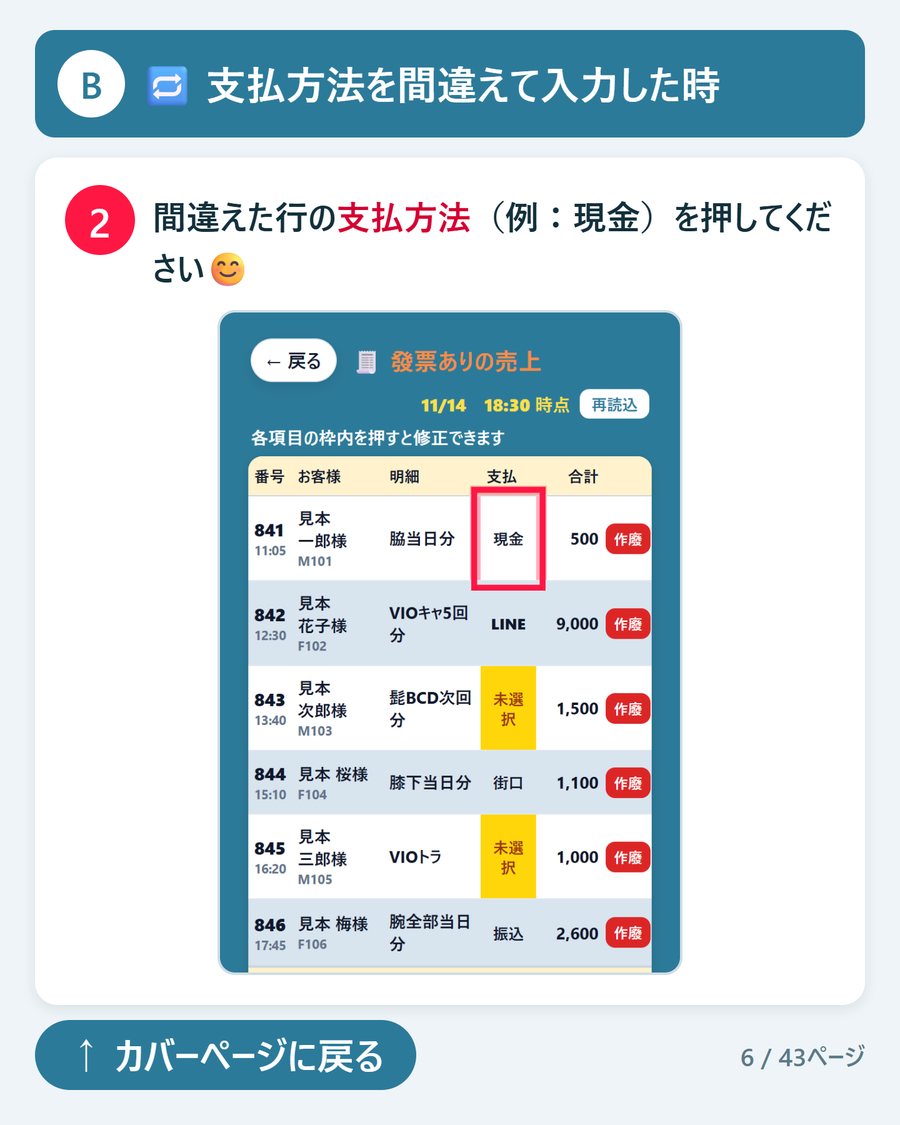 B 🔁 支払方法を間違えて入力した時
2 間違えた行の支払方法（例：現金）を押してくだ
さい😊
← 戻る 🧾 發票ありの売上
11/14 18:30 時点 再読込
各項目の枠内を押すと修正できます
番号 お客様 明細 支払 合計
841 11:05 見本 一郎様 M101 脇当日分 現金 500 作廢
842 12:30 見本 花子様 F102 VIOキャ5回分 LINE 9,000 作廢
843 13:40 見本 次郎様 M103 髭BCD次回分 未選択 1,500 作廢
844 15:10 見本 桜様 F104 膝下当日分 街口 1,100 作廢
845 16:20 見本 三郎様 M105 VIOトラ 未選択 1,000 作廢
846 17:45 見本 梅様 F106 腕全部当日分 振込 2,600 作廢
↑ カバーページに戻る
6 / 43ページ